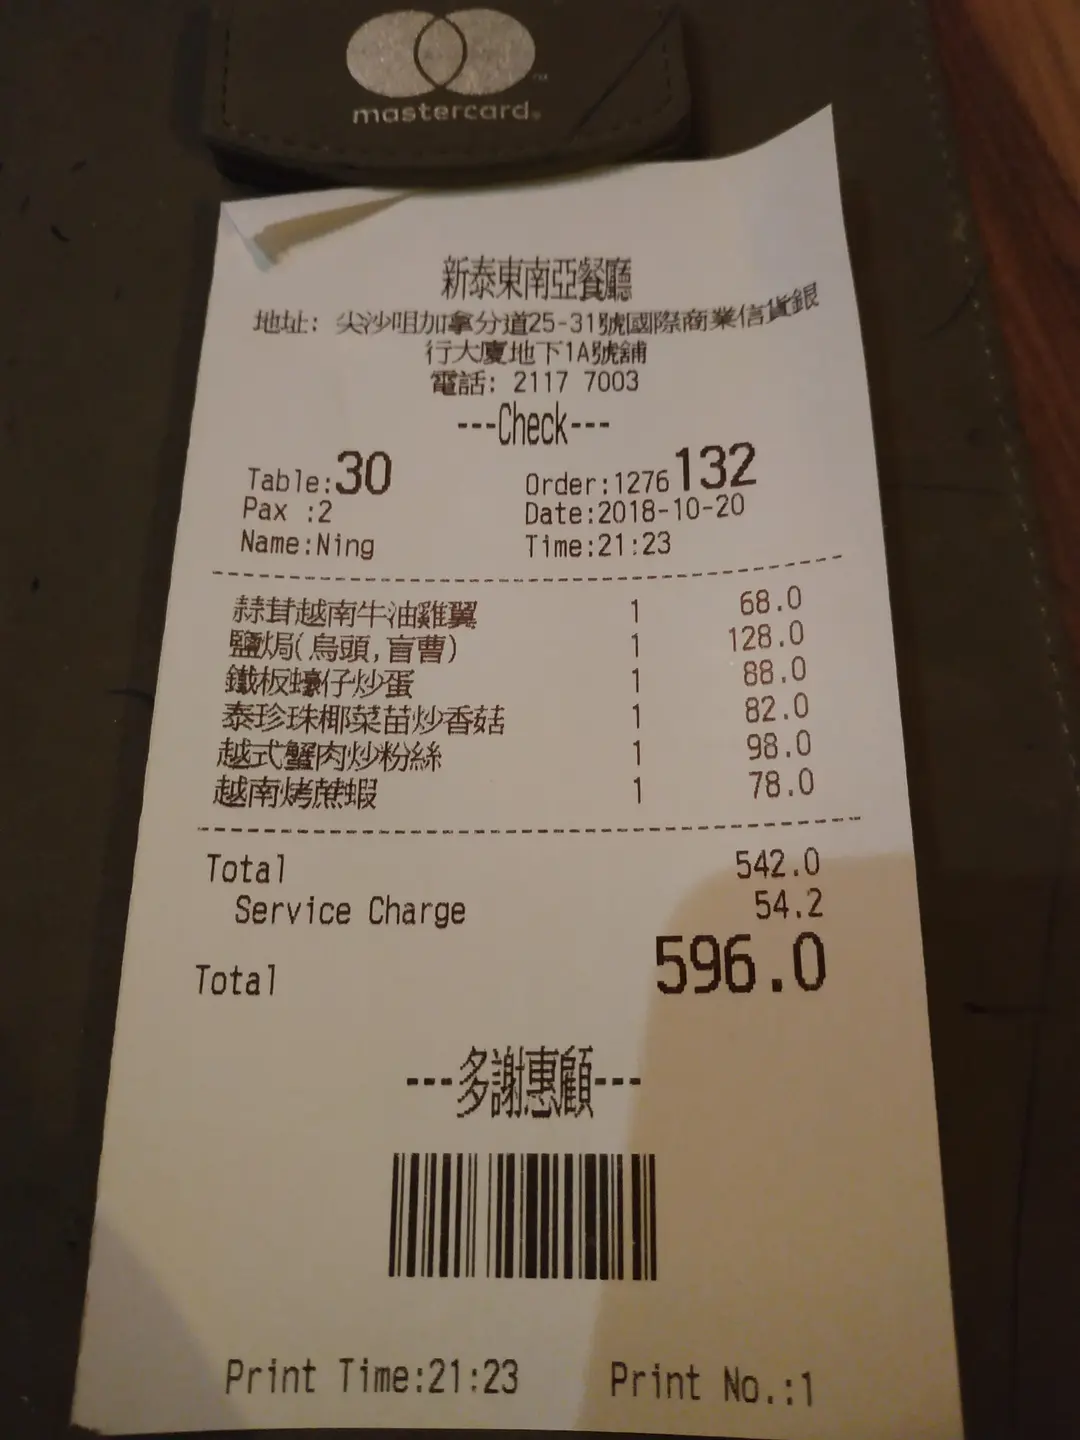 mastercard
新泰東南亞餐廳
地址: 尖沙咀加拿分道25-31號國際商業信貨銀
行大廈地下1A號舖
電話: 2117 7003
---Check---
Table:30 Order:1276 132
Pax :2 Date:2018-10-20
Name:Ning Time:21:23
蒜茸越南牛油雞翼 1 68.0
鹽焗(烏頭,盲曹) 1 128.0
鐵板蠔仔炒蛋 1 88.0
泰珍珠椰菜苗炒香菇 1 82.0
越式蟹肉炒粉絲 1 98.0
越南烤蔗蝦 1 78.0
Total 542.0
Service Charge 54.2
Total 596.0
---多謝惠顧---
Print Time:21:23 Print No.:1